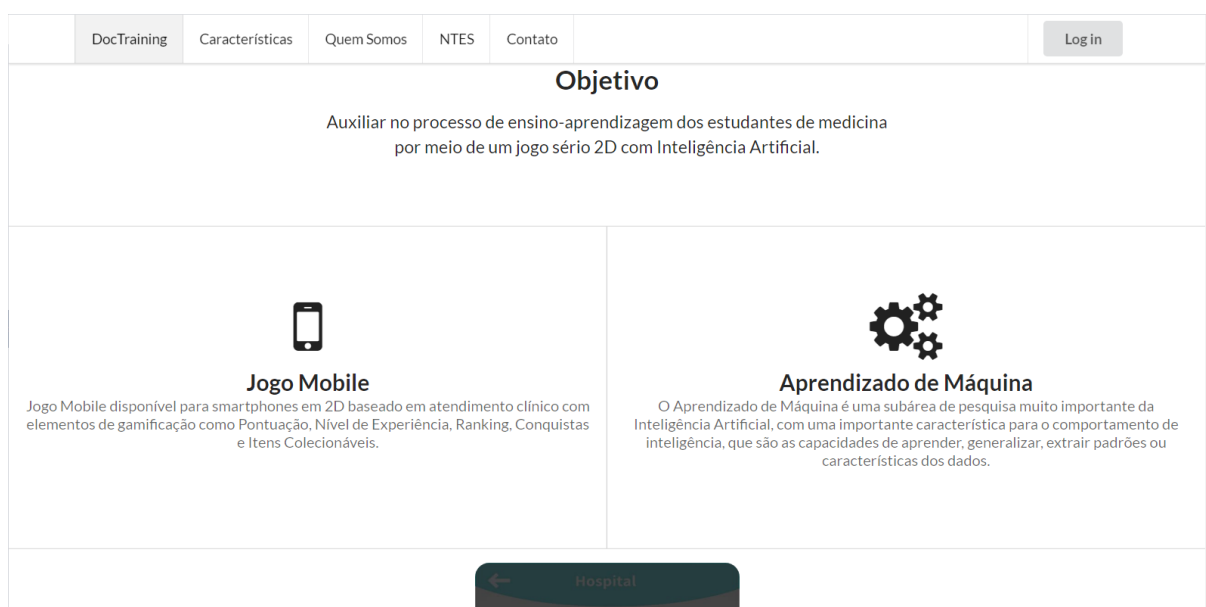 DocTraining
Características
Quem Somos
NTES
Contato
Log in
Objetivo
Auxiliar no processo de ensino-aprendizagem dos estudantes de medicina
por meio de um jogo sério 2D com Inteligência Artificial.
Jogo Mobile
Jogo Mobile disponível para smartphones em 2D baseado em atendimento clínico com
elementos de gamificação como Pontuação, Nível de Experiência, Ranking, Conquistas
e Itens Colecionáveis.
Aprendizado de Máquina
O Aprendizado de Máquina é uma subárea de pesquisa muito importante da
Inteligência Artificial, com uma importante característica para o comportamento de
inteligência, que são as capacidades de aprender, generalizar, extrair padrões ou
características dos dados.
Hospital